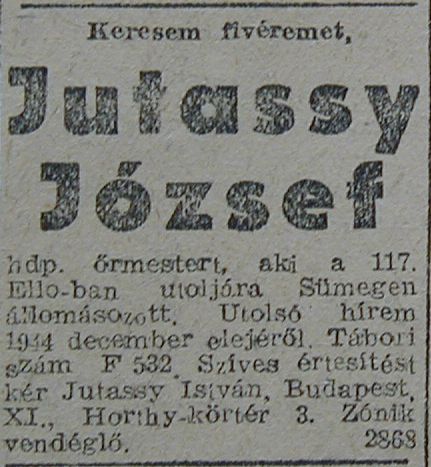 Keresem fivéremet,
Jutassy
József
hdp. őrmestert, aki a 117.
Ello-ban utoljára Sümegen
állomásozott. Utolsó hírem
1944 december elejéről. Tábori
szám F 532. Szíves értesítést
kér Jutassy István, Budapest,
XI., Horthy-körtér 3. Zónik
vendéglő. 2868